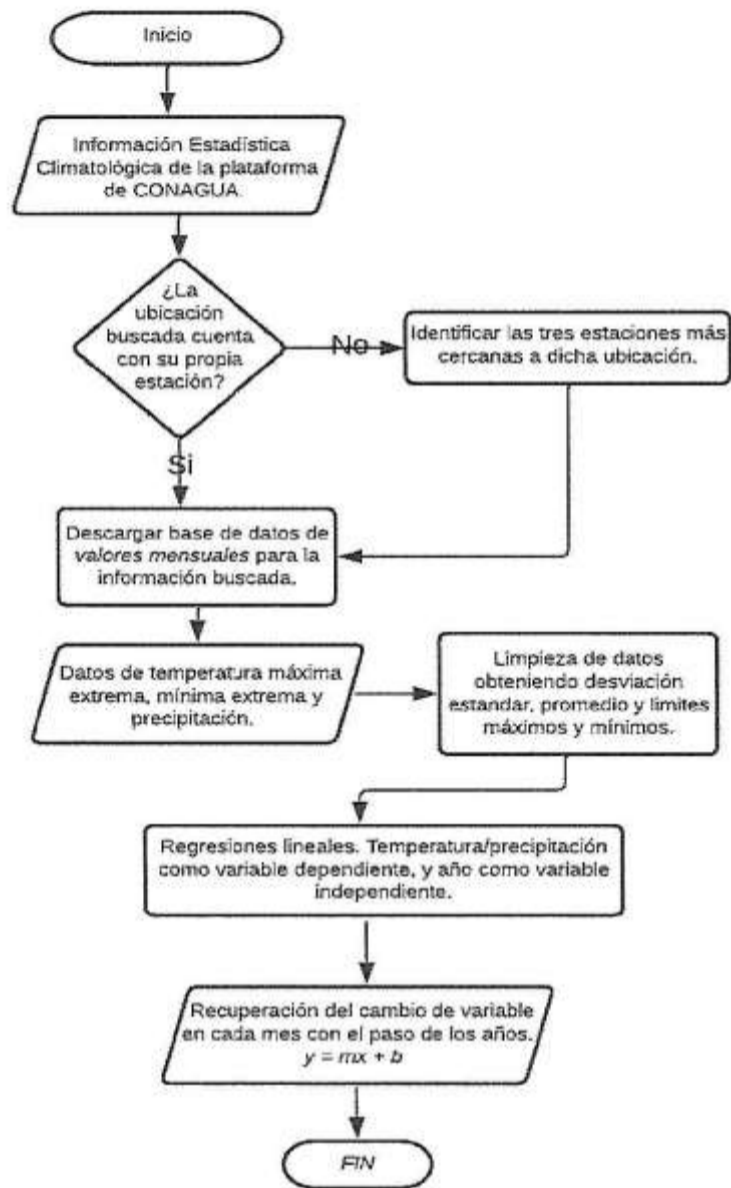 Inicio
Información Estadística
Climatológica de la plataforma
de CONAGUA.
¿La
ubicación
buscada cuenta
con su propia
estación?
No
Identificar las tres estaciones más
cercanas a dicha ubicación.
Si
Descargar base de datos de
valores mensuales para la
información buscada.
Datos de temperatura máxima
extrema, mínima extrema y
precipitación.
Limpieza de datos
obteniendo desviación
estandar, promedio y limites
máximos y mínimos.
Regresiones lineales. Temperatura/precipitación
como variable dependiente, y año como variable
independiente.
Recuperación del cambio de variable
en cada mes con el paso de los años.
y = mx + b
FIN